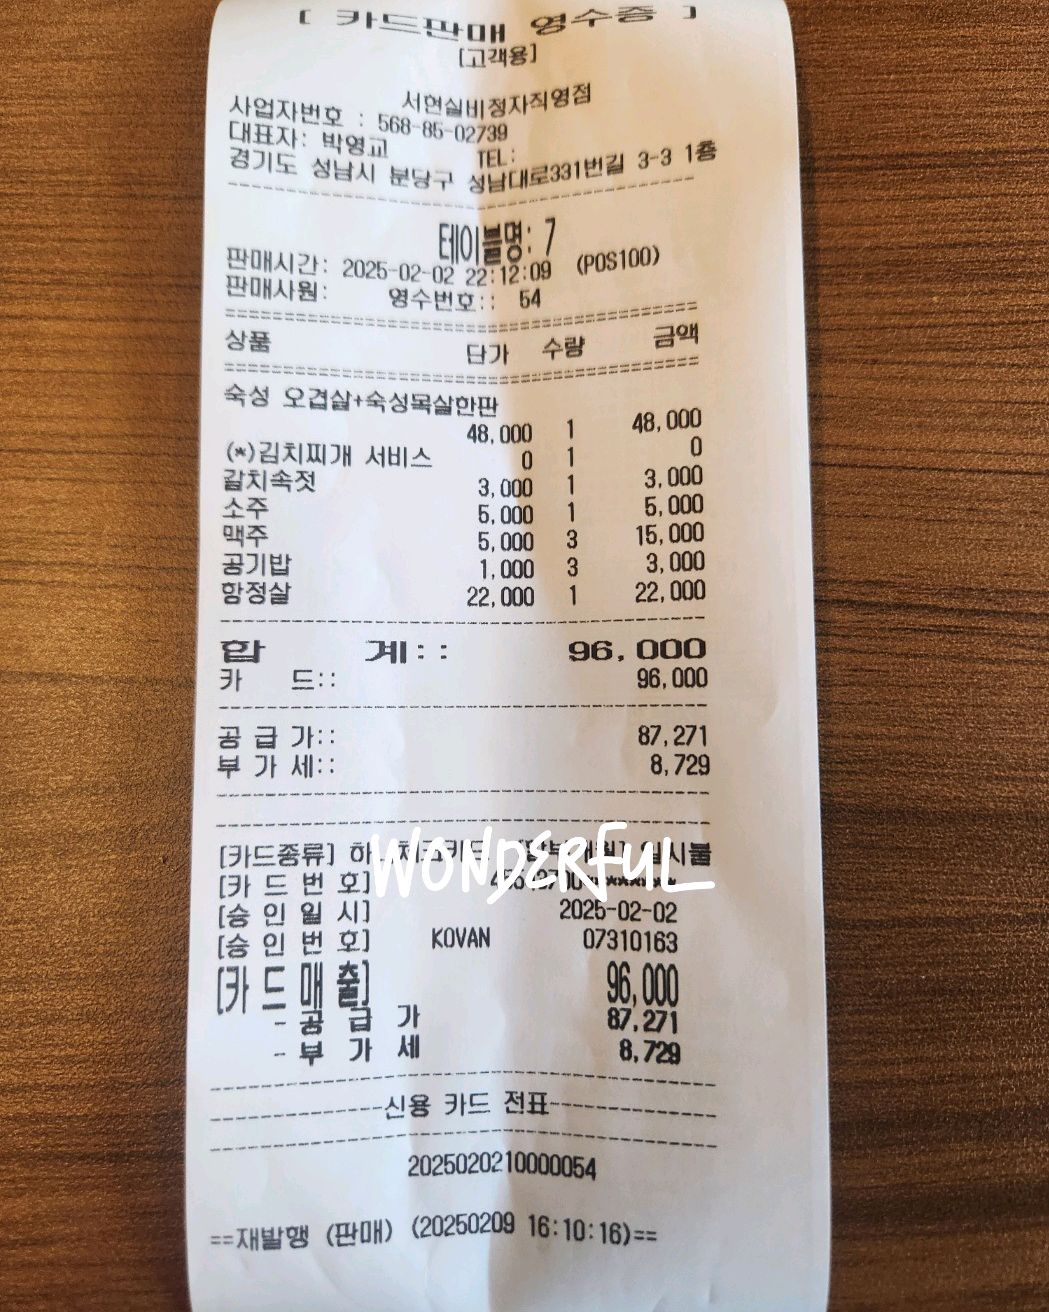 [ 카드판매 영수증 ]
[고객용]
서현실비정자직영점
사업자번호 : 568-85-02739
대표자: 박영교 TEL:
경기도 성남시 분당구 성남대로331번길 3-3 1층
테이블명: 7
판매시간: 2025-02-02 22:12:09 (POS100)
판매사원: 영수번호:: 54
상품 단가 수량 금액
숙성 오겹살+숙성목살한판
48,000 1 48,000
(*)김치찌개 서비스 0 1 0
갈치속젓 3,000 1 3,000
소주 5,000 1 5,000
맥주 5,000 3 15,000
공기밥 1,000 3 3,000
항정살 22,000 1 22,000
합 계:: 96,000
카 드:: 96,000
공 급 가:: 87,271
부 가 세:: 8,729
[카드종류]
WONDERFUL
[카 드 번 호]
[승 인 일 시] 2025-02-02
[승 인 번 호] KOVAN 07310163
[카 드 매 출] 96,000
- 공 급 가 87,271
- 부 가 세 8,729
신용 카드 전표
2025020210000054
==재발행 (판매) (20250209 16:10:16)==